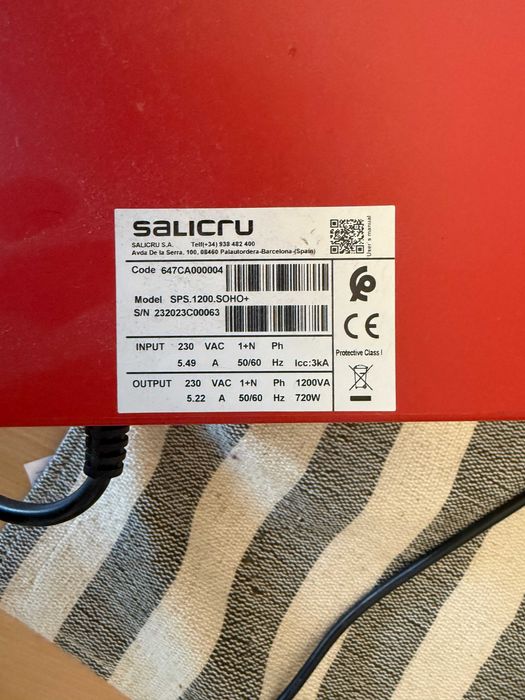 SALICRU
SALICRU S.A. Tell(+34) 938 482 400
Avda De la Serra, 100, 08460 Palautordera-Barcelona-(Spain)
User's manual
Code 647CA000004
Model SPS.1200.SOHO+
S/N 232023C00063
CE
Protective Class I
INPUT 230 VAC 1+N Ph
5.49 A 50/60 Hz Icc:3kA
OUTPUT 230 VAC 1+N Ph 1200VA
5.22 A 50/60 Hz 720W